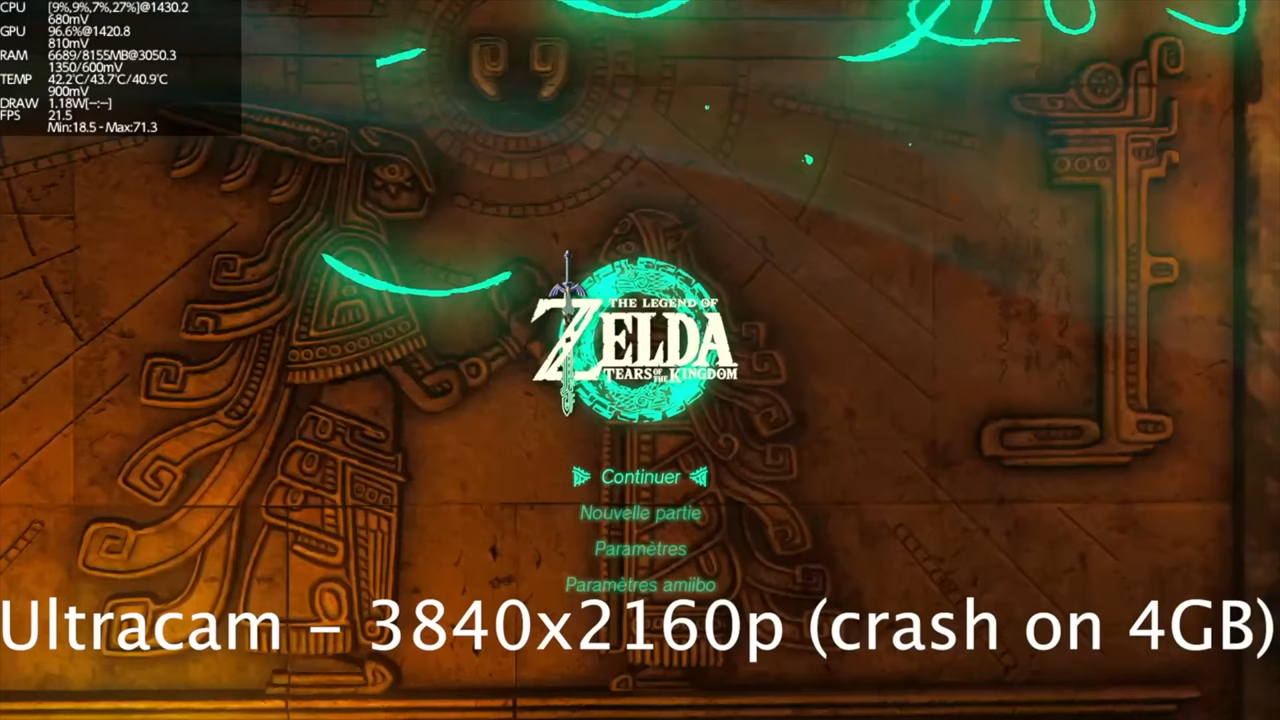 CPU [9%,9%,7%,27%]@1430.2
680mV
GPU 96.6%@1420.8
810mV
RAM 6689/8155MB@3050.3
1350/600mV
TEMP 42.2°C/43.7°C/40.9°C
900mV
DRAW 1.18W[--:--]
FPS 21.5
Min:18.5 - Max:71.3
THE LEGEND OF
ZELDA
TEARS OF THE KINGDOM
Continuer
Nouvelle partie
Paramètres
Paramètres amiibo
Ultracam - 3840x2160p (crash on 4GB)